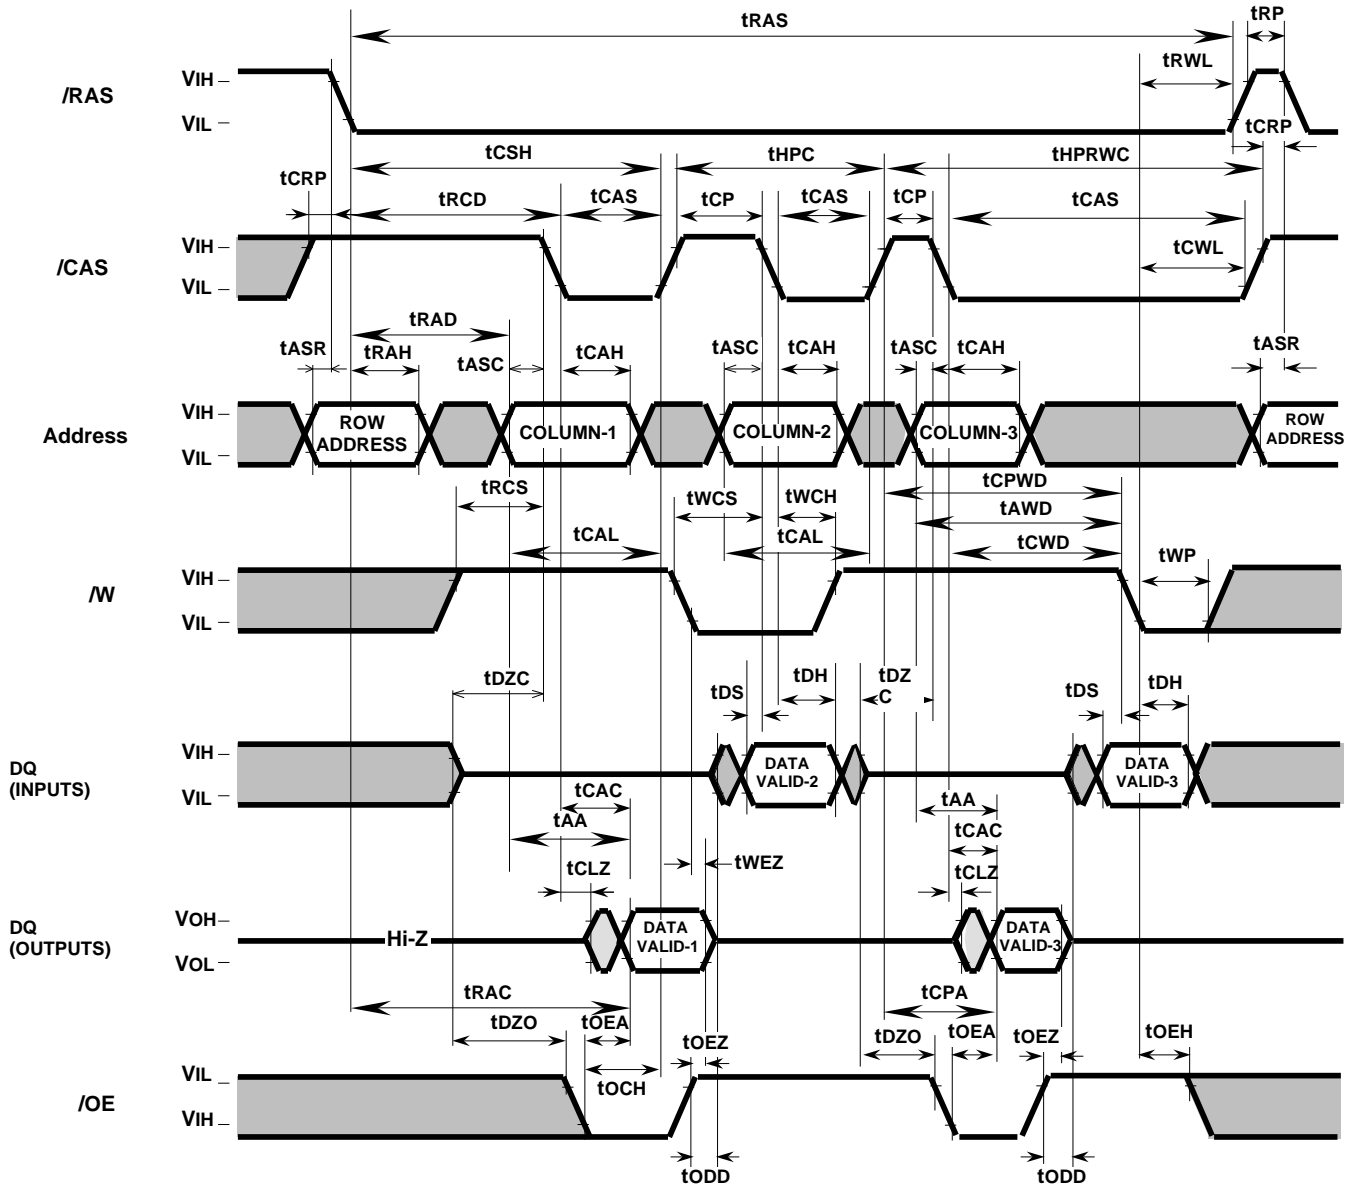 tRAS
tRP
tRWL
/RAS
VIH
VIL
tCRP
tCSH
tHPC
tHPRWC
tCRP
tRCD
tCAS
tCP
tCAS
tCP
tCAS
/CAS
VIH
VIL
tCWL
tRAD
tASR
tRAH
tASC
tCAH
tASC
tCAH
tASC
tCAH
tASR
Address
VIH
VIL
ROW
ADDRESS
COLUMN-1
COLUMN-2
COLUMN-3
ROW
ADDRESS
tRCS
tWCS
tWCH
tCPWD
tAWD
tCAL
tCAL
tCWD
tWP
/W
VIH
VIL
tDZC
tDS
tDH
tDZ
C
tDS
tDH
DQ
(INPUTS)
VIH
VIL
DATA
VALID-2
DATA
VALID-3
tCAC
tAA
tAA
tCAC
tWEZ
tCLZ
tCLZ
DQ
(OUTPUTS)
VOH
VOL
Hi-Z
DATA
VALID-1
DATA
VALID-3
tRAC
tCPA
tDZO
tOEA
tOEZ
tDZO
tOEA
tOEZ
tOEH
tOCH
/OE
VIL
VIH
tODD
tODD